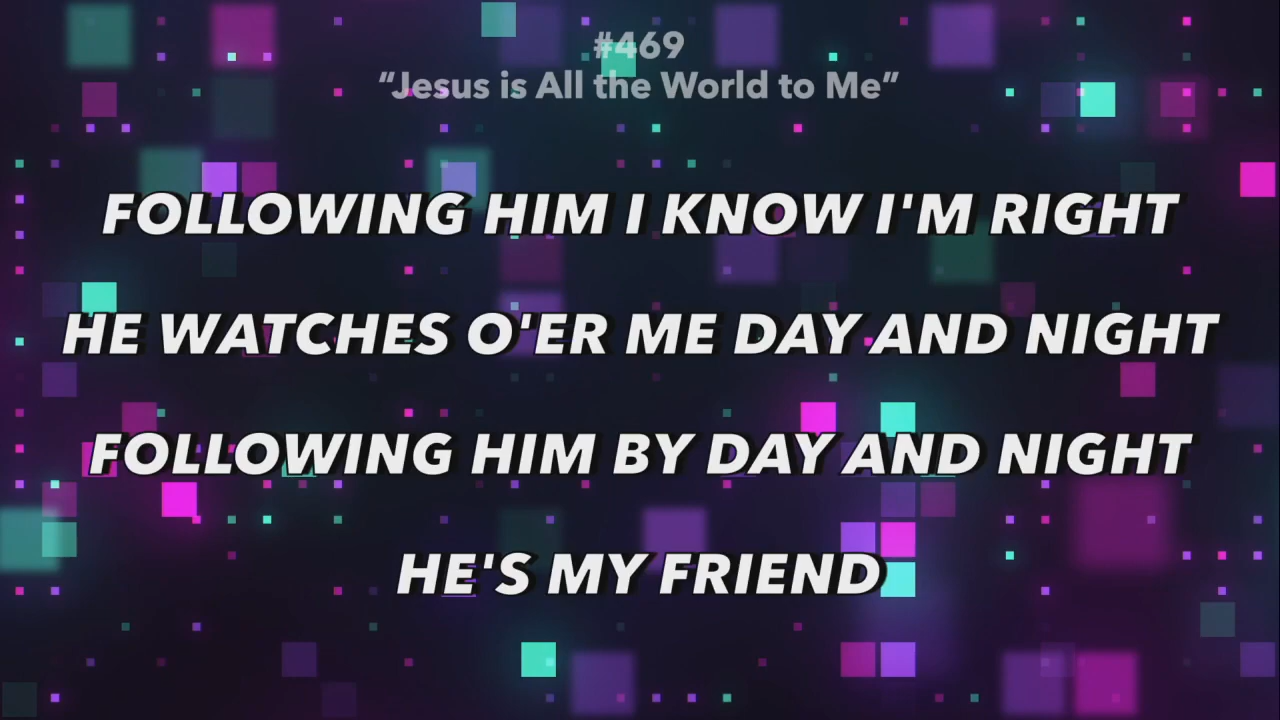 #469
“Jesus is All the World to Me”
FOLLOWING HIM I KNOW I'M RIGHT
HE WATCHES O'ER ME DAY AND NIGHT
FOLLOWING HIM BY DAY AND NIGHT
HE'S MY FRIEND